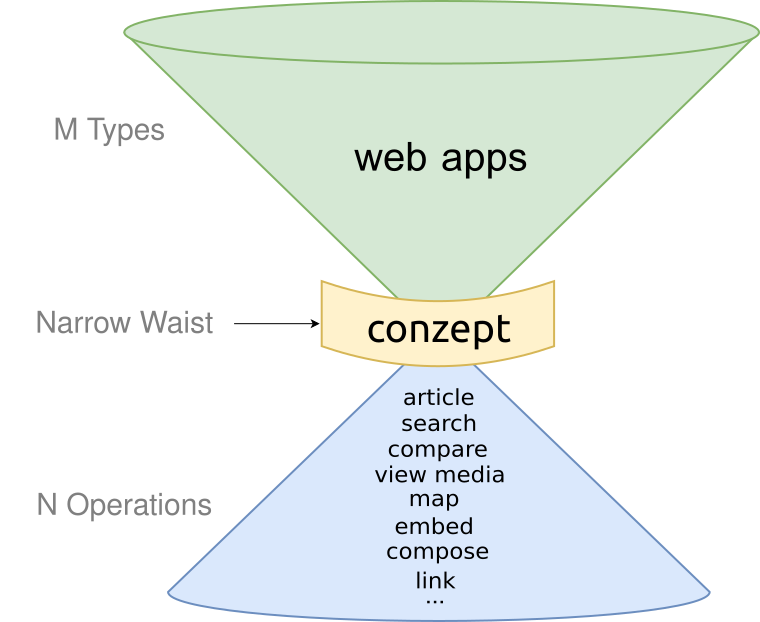 M Types
web apps
Narrow Waist
conzept
article
search
compare
view media
map
embed
compose
link
...
N Operations